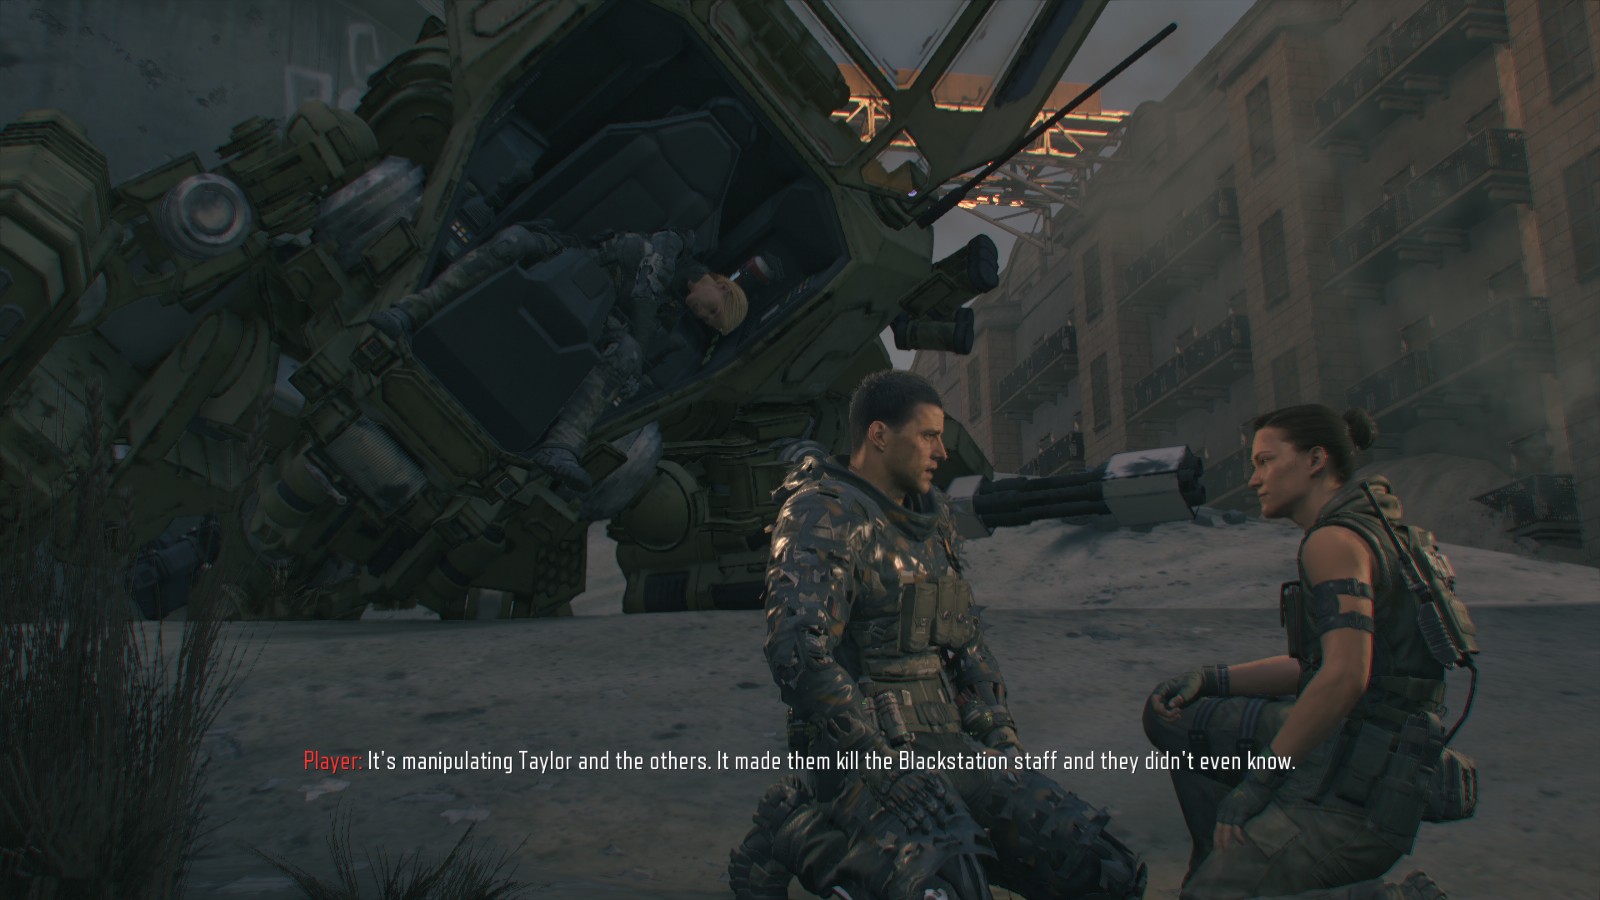 Player: It's manipulating Taylor and the others. It made them kill the Blackstation staff and they didn't even know.